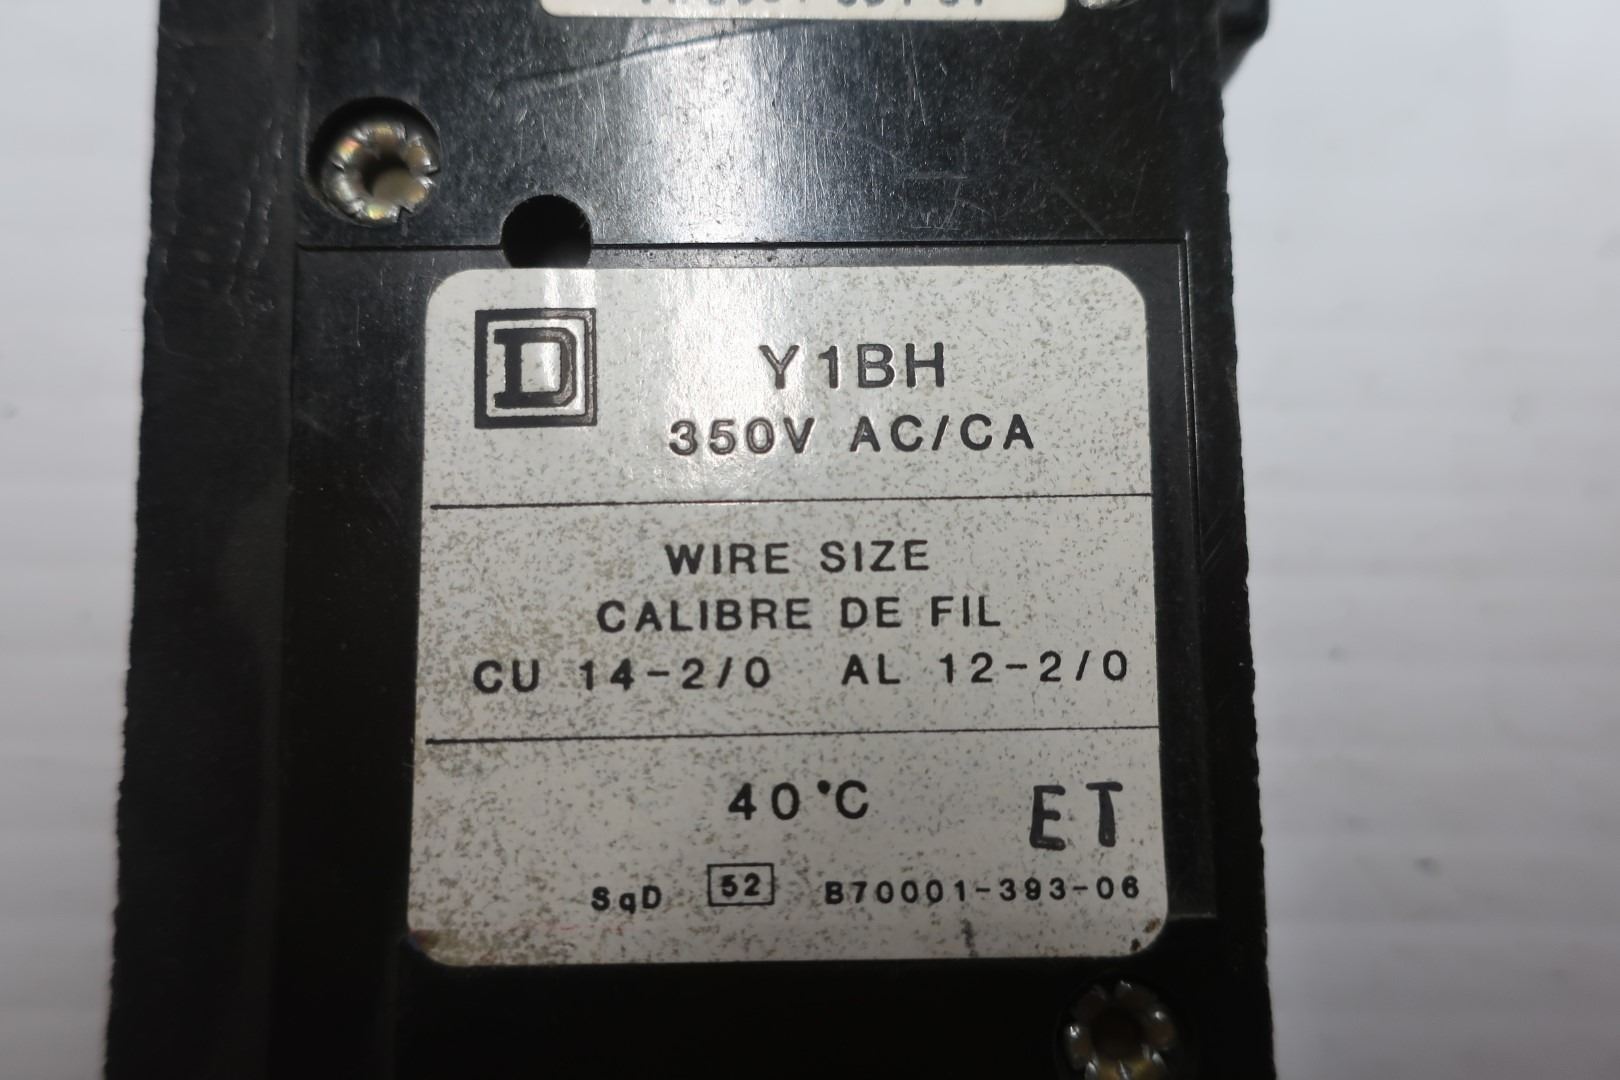 D
Y1BH
350V AC/CA
WIRE SIZE
CALIBRE DE FIL
CU 14-2/0 AL 12-2/0
40°C
ET
SqD 52 B70001-393-06